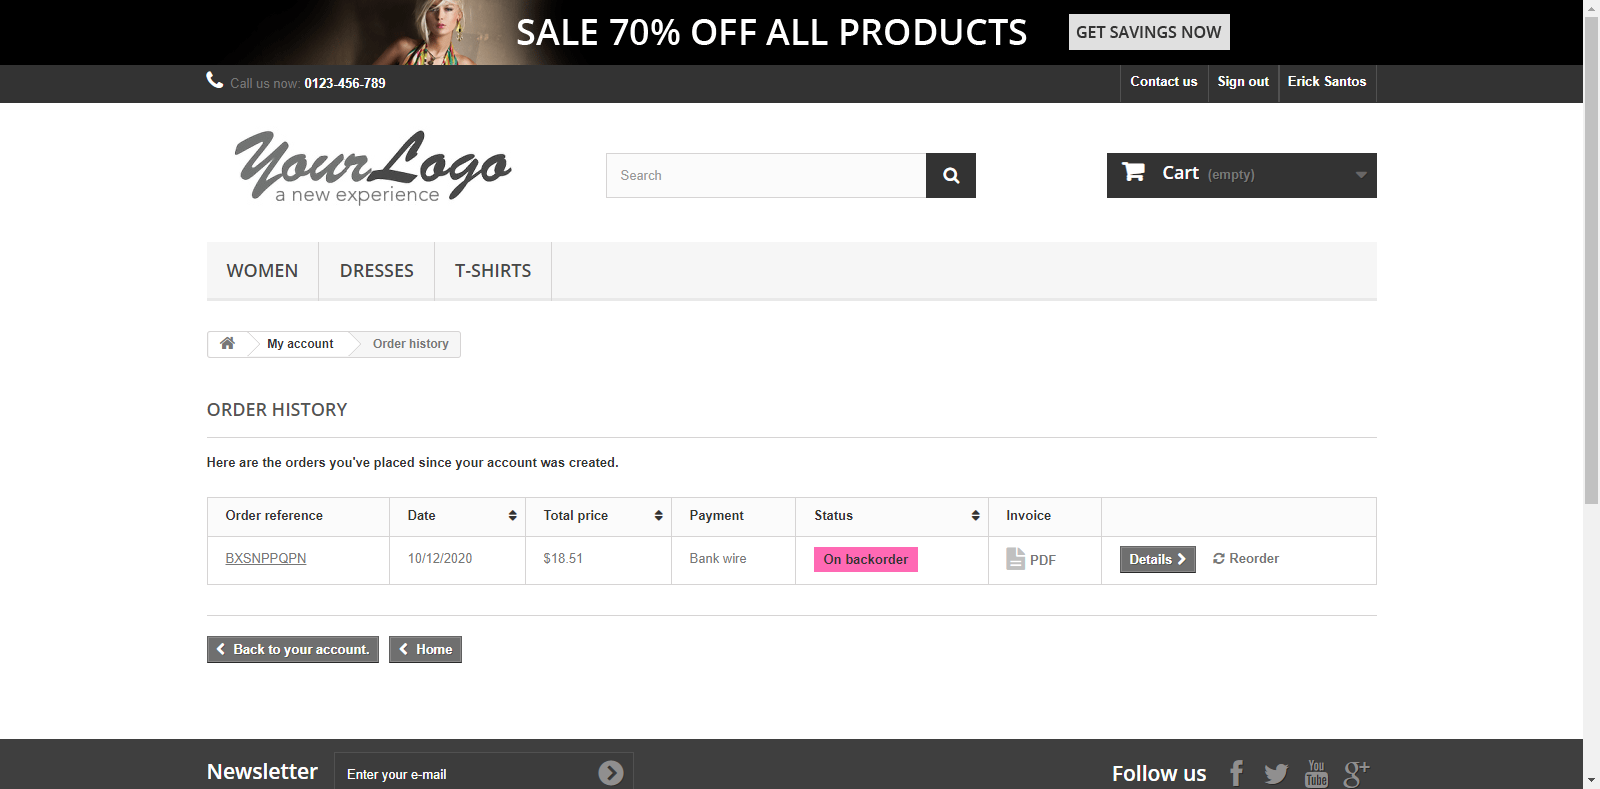 SALE 70% OFF ALL PRODUCTS GET SAVINGS NOW
Call us now: 0123-456-789 Contact us Sign out Erick Santos
YourLogo
a new experience
Search
Cart (empty)
WOMEN DRESSES T-SHIRTS
My account Order history
ORDER HISTORY
Here are the orders you've placed since your account was created.
Order reference Date Total price Payment Status Invoice
BXSNPPQPN 10/12/2020 $18.51 Bank wire On backorder PDF Details Reorder
Back to your account. Home
Newsletter Enter your e-mail Follow us You Tube g+